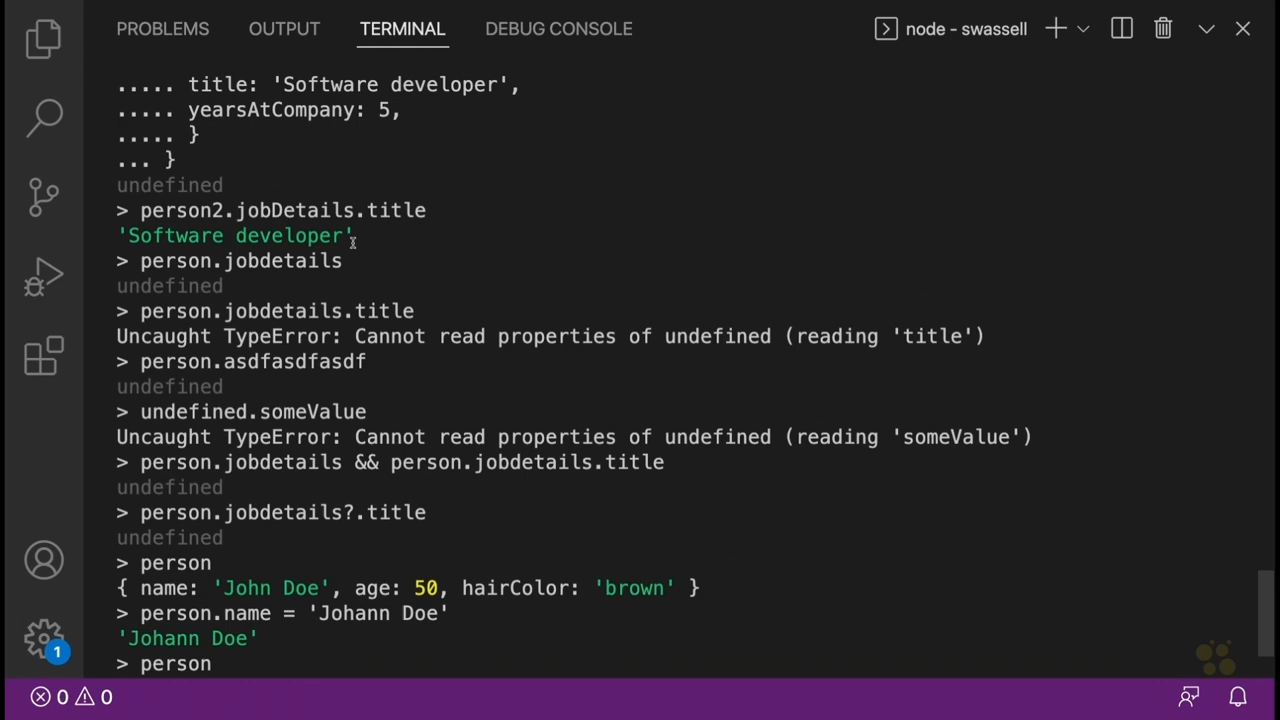 PROBLEMS OUTPUT TERMINAL DEBUG CONSOLE node - swassell
..... title: 'Software developer',
..... yearsAtCompany: 5,
..... }
... }
undefined
> person2.jobDetails.title
'Software developer'
> person.jobdetails
undefined
> person.jobdetails.title
Uncaught TypeError: Cannot read properties of undefined (reading 'title')
> person.asdfasdfasdf
undefined
> undefined.someValue
Uncaught TypeError: Cannot read properties of undefined (reading 'someValue')
> person.jobdetails && person.jobdetails.title
undefined
> person.jobdetails?.title
undefined
> person
{ name: 'John Doe', age: 50, hairColor: 'brown' }
> person.name = 'Johann Doe'
'Johann Doe'
> person
1
0 0